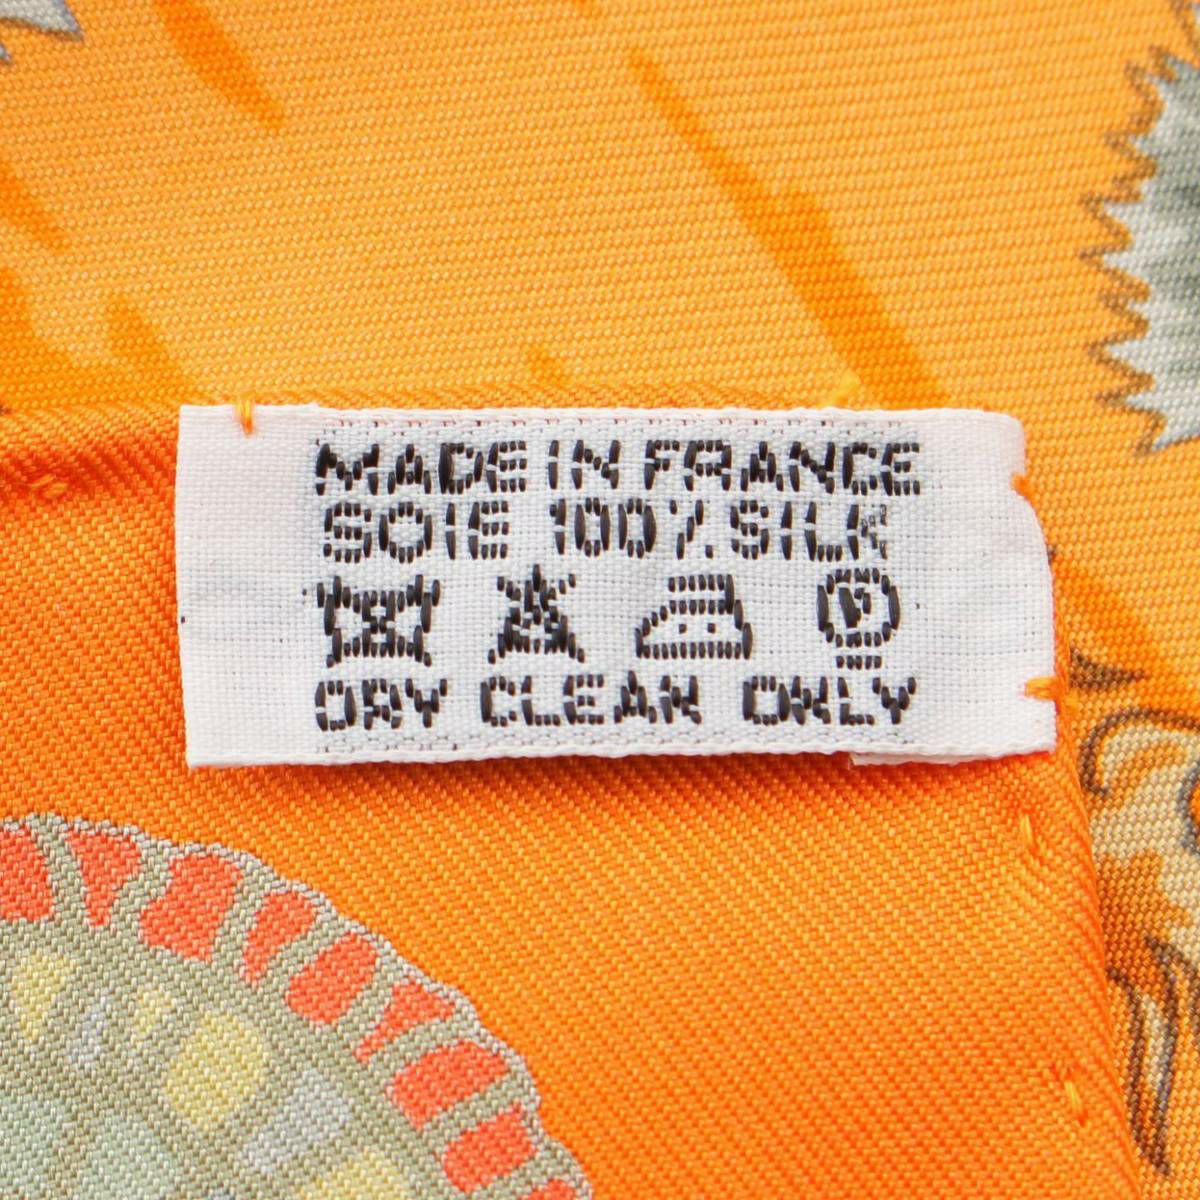 MADE IN FRANCE
SOIE 100% SILK
P
DRY CLEAN ONLY